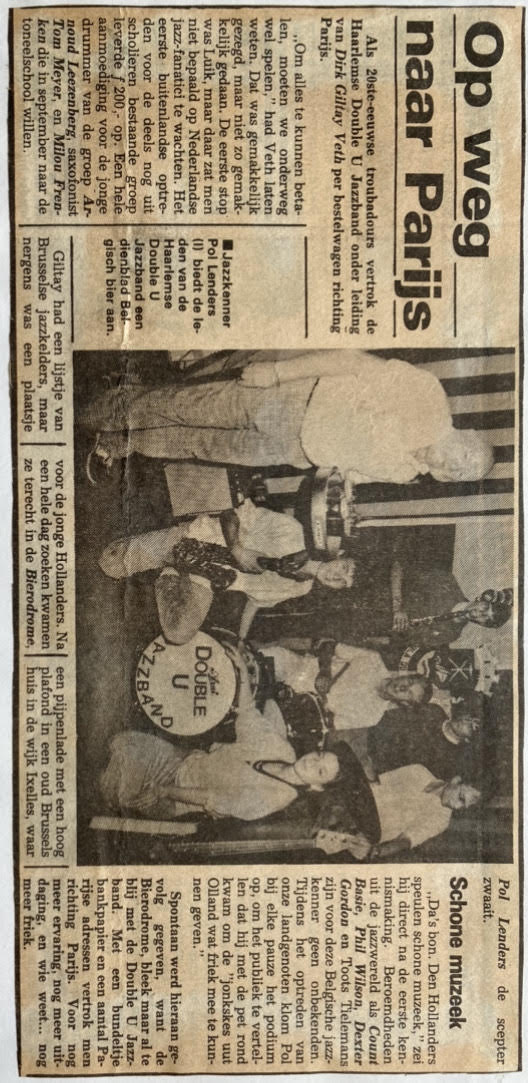 Op weg
naar Parijs
Als 20ste-eeuwse troubadours vertrok de
Haarlemse Double U Jazzband onder leiding
van Dirk Giltay Veth per bestelwagen richting
Parijs.
„Om alles te kunnen beta-
len, moeten we onderweg
wel spelen,” had Veth laten
weten. Dat was gemakkelijk
gezegd, maar niet zo gemak-
kelijk gedaan. De eerste stop
was Luik, maar daar zat men
niet bepaald op Nederlandse
jazz-fanatici te wachten. Het
eerste buitenlandse optre-
den voor de deels nog uit
scholieren bestaande groep
leverde ƒ 200,- op. Een hele
aanmoediging voor de jonge
drummer van de groep Ar-
noud Leezenberg, saxofonist
Tom Meyer, en Milou Fren-
ken die in september naar de
toneelschool willen.
■ Jazzkenner
Pol Lenders
(l) biedt de le-
den van de
Haarlemse
Double U
Jazzband een
dienblad Bel-
gisch bier aan.
Giltay had een lijstje van
Brusselse jazzkelders, maar
nergens was een plaatsje
voor de jonge Hollanders. Na
een hele dag zoeken kwamen
ze terecht in de Bierodrome,
een pijpenlade met een hoog
plafond in een oud Brussels
huis in de wijk Ixelles, waar
Pol Lenders de scepter
zwaait.
Schone muzeek
„Da's bon. Den Hollanders
speulen schone muzeek,” zei
hij direct na de eerste ken-
nismaking. Beroemdheden
uit de jazzwereld als Count
Basie, Phil Wilson, Dexter
Gordon en Toots Tielemans
zijn voor deze Belgische jazz-
kenner geen onbekenden.
Tijdens het optreden van
onze landgenoten klom Pol
bij elke pauze het podium
op om het publiek te vertel-
len dat hij met de pet rond
kwam om de „jonkskes uut
Olland wat friek mee te kun-
nen geven.”
Spontaan werd hieraan ge-
volg gegeven, want de
Bierodrome, bleek maar al te
blij met de Double U Jazz-
band. Met een bundeltje
bankpapier en een aantal Pa-
rijse adressen vertrok men
richting Parijs. Voor nog
meer ervaring, nog meer uit-
daging, en wie weet... nog
meer friek.
DOUBLE
U
JAZZBAND